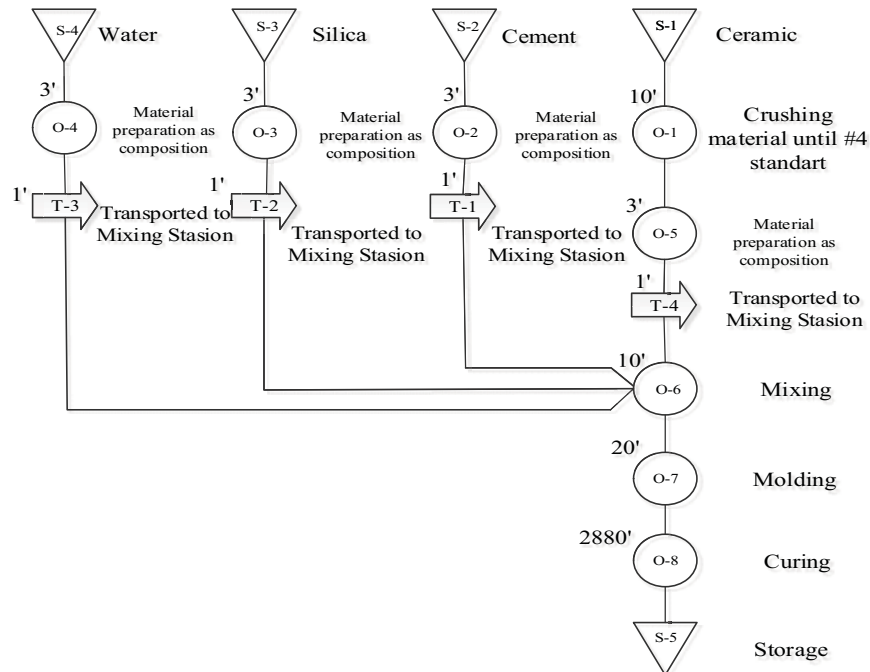 S-4
Water
S-3
Silica
S-2
Cement
S-1
Ceramic
3'
O-4
Material
preparation as
composition
3'
O-3
Material
preparation as
composition
3'
O-2
Material
preparation as
composition
10'
O-1
Crushing
material until #4
standart
1'
T-3
Transported to
Mixing Stasion
1'
T-2
Transported to
Mixing Stasion
1'
T-1
Transported to
Mixing Stasion
3'
O-5
Material
preparation as
composition
1'
T-4
Transported to
Mixing Stasion
10'
O-6
Mixing
20'
O-7
Molding
2880'
O-8
Curing
S-5
Storage